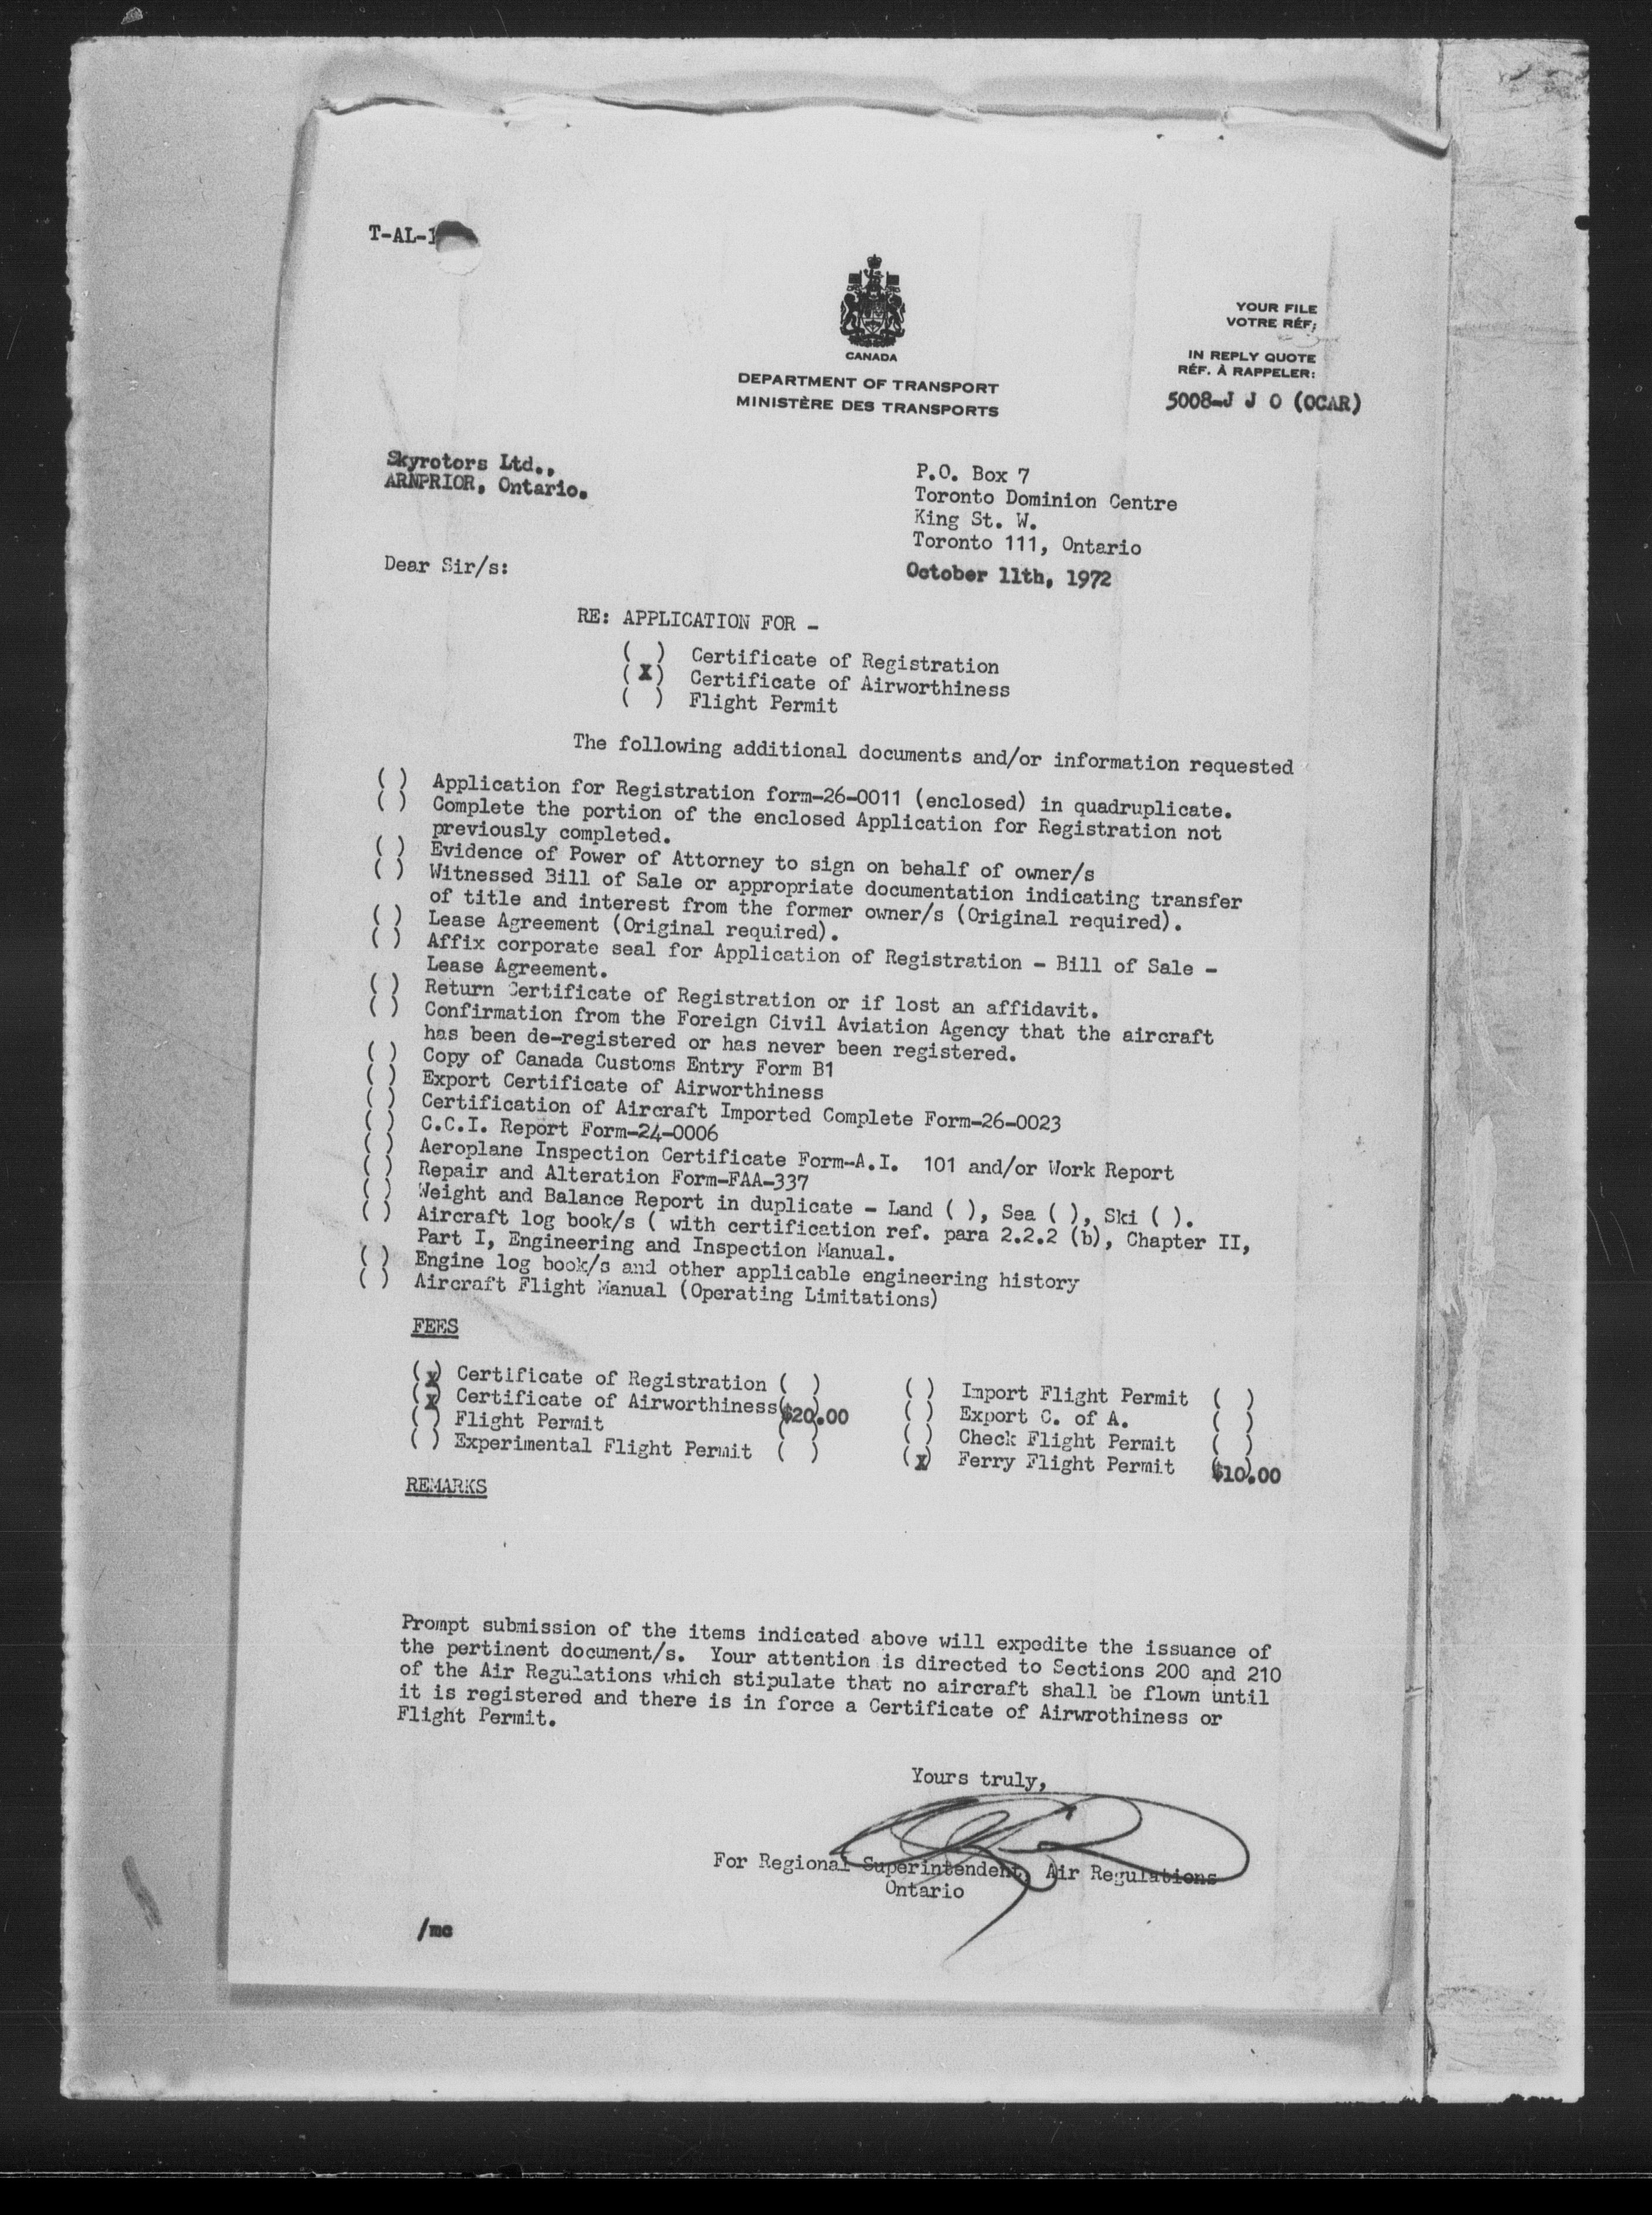 T-AL-1
CANADA
DEPARTMENT OF TRANSPORT
MINISTÈRE DES TRANSPORTS
YOUR FILE
VOTRE RÉF;
IN REPLY QUOTE
RÉF. À RAPPELER:
5008-J J O (OCAR)
Skyrotors Ltd.,
ARNPRIOR, Ontario.
P.O. Box 7
Toronto Dominion Centre
King St. W.
Toronto 111, Ontario
October 11th, 1972
Dear Sir/s:
RE: APPLICATION FOR -
( ) Certificate of Registration
(X) Certificate of Airworthiness
( ) Flight Permit
The following additional documents and/or information requested
( ) Application for Registration form-26-0011 (enclosed) in quadruplicate.
( ) Complete the portion of the enclosed Application for Registration not
previously completed.
( ) Evidence of Power of Attorney to sign on behalf of owner/s
( ) Witnessed Bill of Sale or appropriate documentation indicating transfer
of title and interest from the former owner/s (Original required).
( ) Lease Agreement (Original required).
( ) Affix corporate seal for Application of Registration - Bill of Sale -
Lease Agreement.
( ) Return Certificate of Registration or if lost an affidavit.
( ) Confirmation from the Foreign Civil Aviation Agency that the aircraft
has been de-registered or has never been registered.
( ) Copy of Canada Customs Entry Form B1
( ) Export Certificate of Airworthiness
( ) Certification of Aircraft Imported Complete Form-26-0023
( ) C.C.I. Report Form-24-0006
( ) Aeroplane Inspection Certificate Form-A.I. 101 and/or Work Report
( ) Repair and Alteration Form-FAA-337
( ) Weight and Balance Report in duplicate - Land ( ), Sea ( ), Ski ( ).
( ) Aircraft log book/s ( with certification ref. para 2.2.2 (b), Chapter II,
Part I, Engineering and Inspection Manual.
( ) Engine log book/s and other applicable engineering history
( ) Aircraft Flight Manual (Operating Limitations)
FEES
(x) Certificate of Registration ( ) ( ) Import Flight Permit ( )
(x) Certificate of Airworthiness($20.00 ( ) Export C. of A. ( )
( ) Flight Permit ( ) ( ) Check Flight Permit ( )
( ) Experimental Flight Permit ( ) (x) Ferry Flight Permit ($10.00
REMARKS
Prompt submission of the items indicated above will expedite the issuance of
the pertinent document/s. Your attention is directed to Sections 200 and 210
of the Air Regulations which stipulate that no aircraft shall be flown until
it is registered and there is in force a Certificate of Airwrothiness or
Flight Permit.
Yours truly,
For Regional Superintendent, Air Regulations
Ontario
/mc